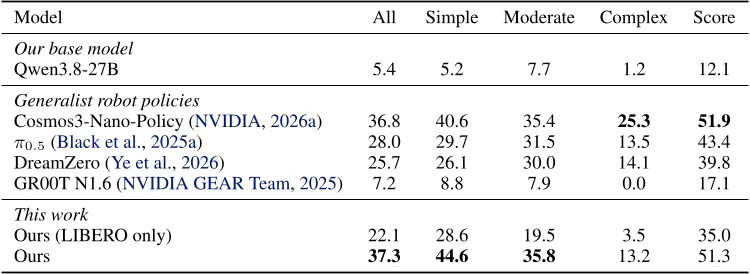 Model All Simple Moderate Complex Score
Our base model
Qwen3.8-27B 5.4 5.2 7.7 1.2 12.1
Generalist robot policies
Cosmos3-Nano-Policy (NVIDIA, 2026a) 36.8 40.6 35.4 25.3 51.9
π0.5 (Black et al., 2025a) 28.0 29.7 31.5 13.5 43.4
DreamZero (Ye et al., 2026) 25.7 26.1 30.0 14.1 39.8
GR00T N1.6 (NVIDIA GEAR Team, 2025) 7.2 8.8 7.9 0.0 17.1
This work
Ours (LIBERO only) 22.1 28.6 19.5 3.5 35.0
Ours 37.3 44.6 35.8 13.2 51.3